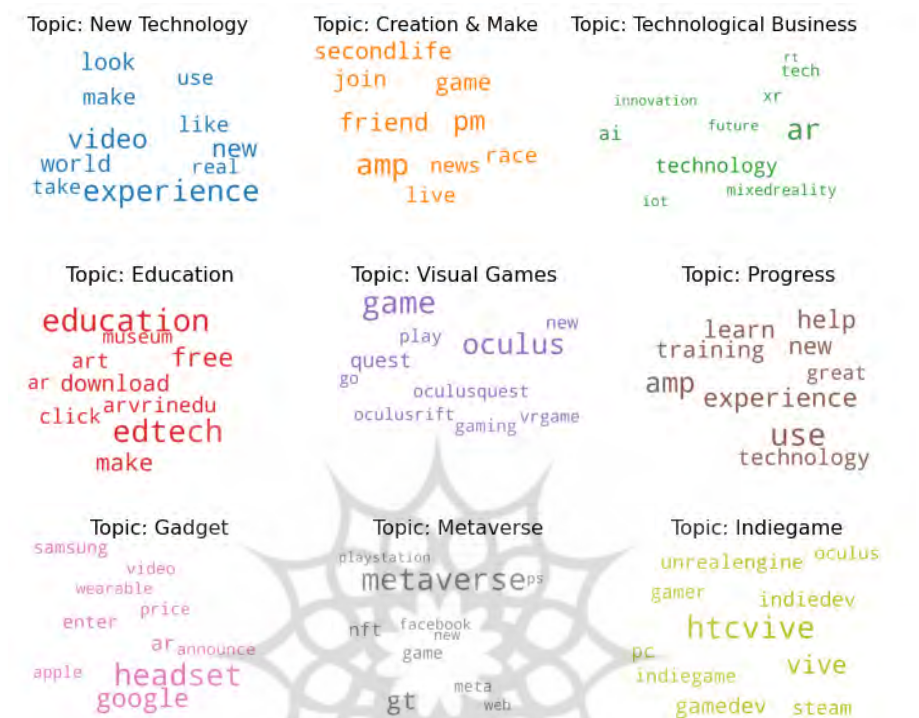 Topic: New Technology
look
use
make
like
video
new
world
real
take
experience
Topic: Creation & Make
secondlife
join
game
friend
pm
amp
news
race
live
Topic: Technological Business
rt
tech
innovation
xr
ai
future
ar
technology
mixedreality
iot
Topic: Education
education
museum
art
free
ar
download
click
arvrinedu
edtech
make
Topic: Visual Games
game
new
play
oculus
quest
go
oculusquest
oculusrift
gaming
vrgame
Topic: Progress
help
learn
training
new
great
amp
experience
use
technology
Topic: Gadget
samsung
video
wearable
price
enter
ar
announce
apple
headset
google
Topic: Metaverse
playstation
metaverse
ps
nft
facebook
new
game
meta
gt
web
Topic: Indiegame
unrealengine
oculus
gamer
indiedev
htcvive
pc
vive
indiegame
gamedev
steam